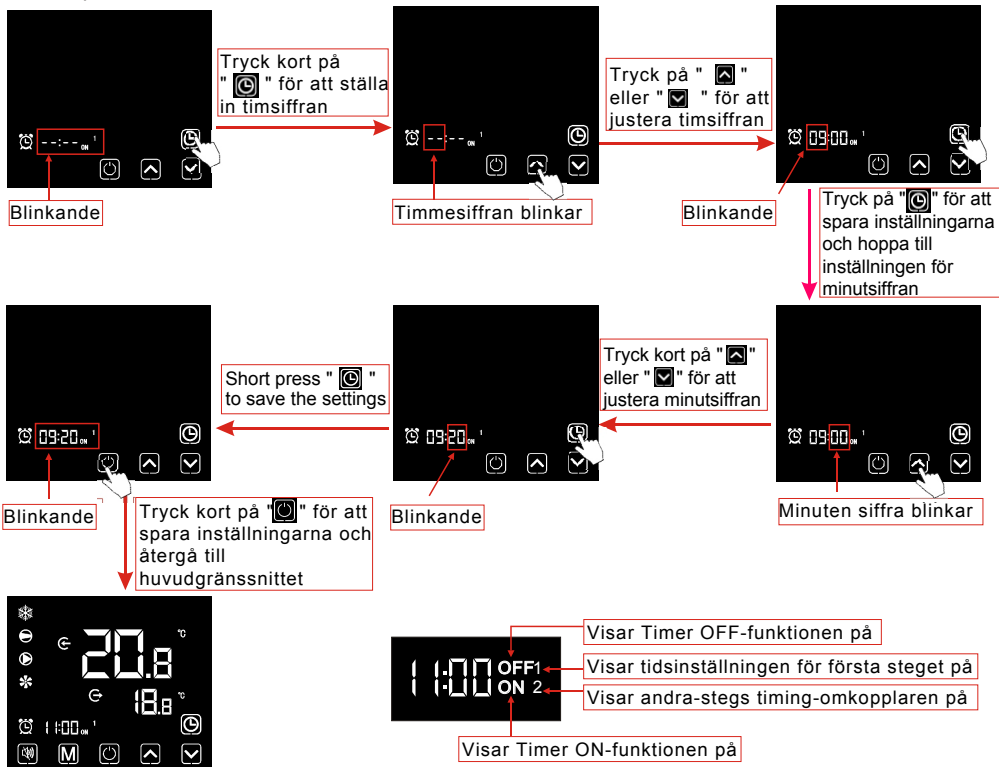 Tryck kort på
" " för att ställa
in timsiffran
Tryck på " "
eller " " för att
justera timsiffran
--:-- ON 1
--:-- ON 1
09:00 ON 1
Blinkande
Timmesiffran blinkar
Blinkande
Tryck på " " för att
spara inställningarna
och hoppa till
inställningen för
minutsiffran
Short press " "
to save the settings
Tryck kort på " "
eller " " för att
justera minutsiffran
09:20 ON 1
09:20 ON 1
09:00 ON 1
Blinkande
Tryck kort på " " för att
spara inställningarna och
återgå till
huvudgränssnittet
Blinkande
Minuten siffra blinkar
20.8 °C
18.8 °C
11:00 ON 1
M
11:00 OFF1
ON 2
Visar Timer OFF-funktionen på
Visar tidsinställningen för första steget på
Visar andra-stegs timing-omkopplaren på
Visar Timer ON-funktionen på